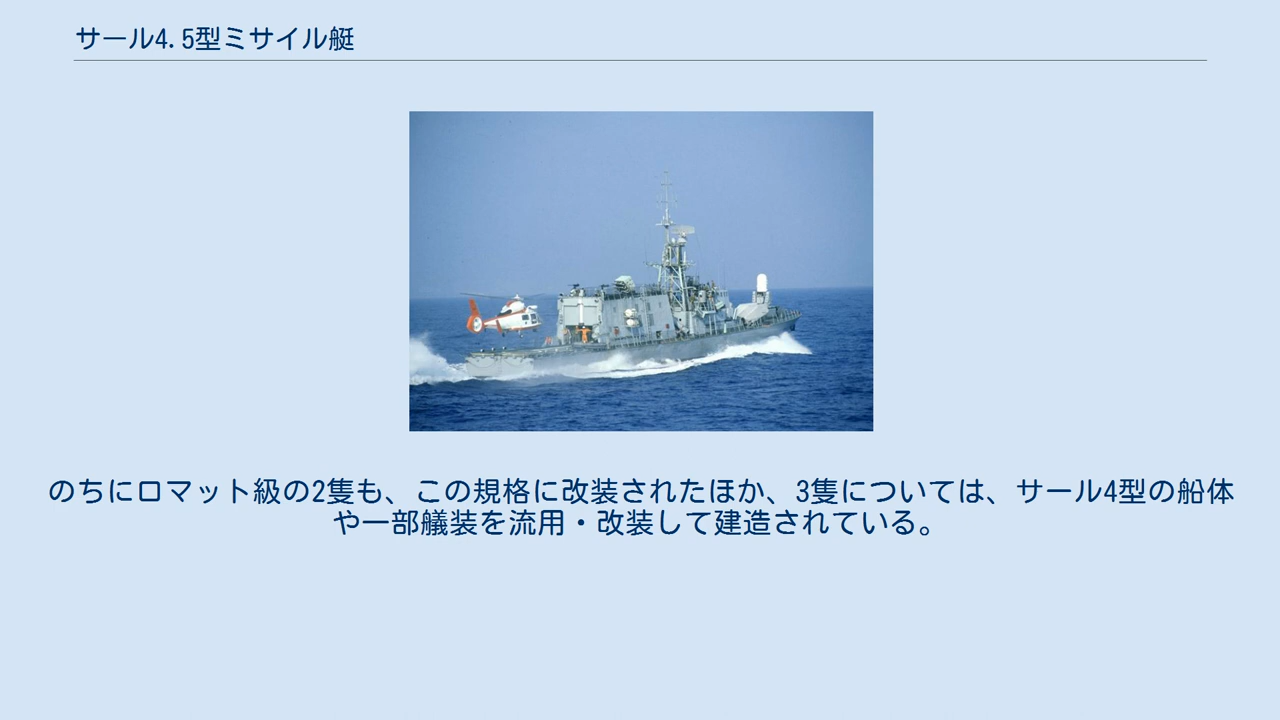 サール4.5型ミサイル艇
のちにロマット級の2隻も、この規格に改装されたほか、3隻については、サール4型の船体
や一部艤装を流用・改装して建造されている。